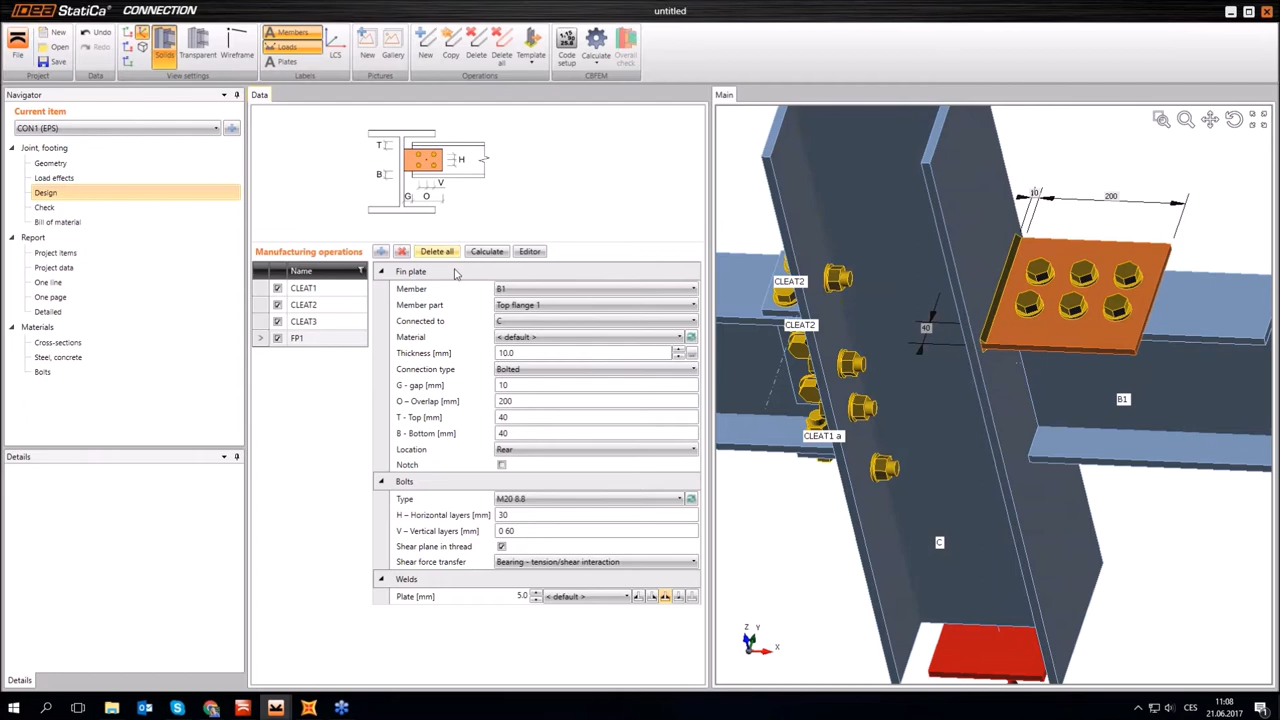 IDEA StatiCa® CONNECTION
untitled
File
New
Open
Save
Project
Undo
Redo
Data
Solids
Transparent
Wireframe
View settings
Members
Loads
Plates
Labels
LCS
New
Gallery
Pictures
New
Copy
Delete
Delete all
Template
Operations
Code setup
Calculate
Overall check
CBFEM
Navigator
Current item
CON1 (EPS)
Joint, footing
Geometry
Load effects
Design
Check
Bill of material
Report
Project items
Project data
One line
One page
Detailed
Materials
Cross-sections
Steel, concrete
Bolts
Details
Details
Data
T
B
H
V
G
O
Manufacturing operations
Delete all
Calculate
Editor
Name
CLEAT1
CLEAT2
CLEAT3
FP1
Fin plate
Member B1
Member part Top flange 1
Connected to C
Material < default >
Thickness [mm] 10.0
Connection type Bolted
G - gap [mm] 10
O – Overlap [mm] 200
T - Top [mm] 40
B - Bottom [mm] 40
Location Rear
Notch
Bolts
Type M20 8.8
H – Horizontal layers [mm] 30
V – Vertical layers [mm] 0 60
Shear plane in thread
Shear force transfer Bearing - tension/shear interaction
Welds
Plate [mm] 5.0 < default >
Main
10
200
40
CLEAT2
CLEAT2
CLEAT1 a
B1
C
Z
Y
X
CES
11:08
21.06.2017